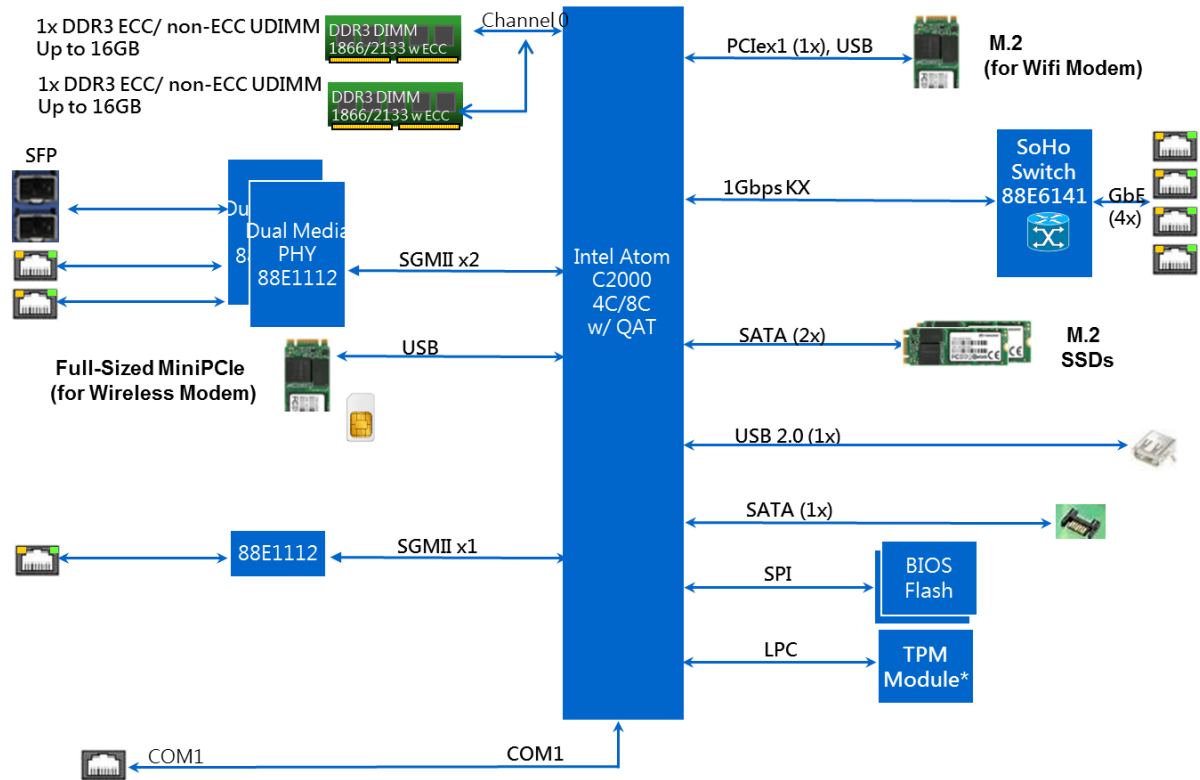 1x DDR3 ECC/ non-ECC UDIMM
Up to 16GB
DDR3 DIMM
1866/2133 w ECC
Channel 0
1x DDR3 ECC/ non-ECC UDIMM
Up to 16GB
DDR3 DIMM
1866/2133 w ECC
PCIex1 (1x), USB
M.2
(for Wifi Modem)
SFP
Du
8
Dual Media
PHY
88E1112
SGMII x2
Intel Atom
C2000
4C/8C
w/ QAT
1Gbps KX
SoHo
Switch
88E6141
GbE
(4x)
USB
Full-Sized MiniPCIe
(for Wireless Modem)
SATA (2x)
M.2
SSDs
USB 2.0 (1x)
SATA (1x)
88E1112
SGMII x1
SPI
BIOS
Flash
LPC
TPM
Module*
COM1
COM1